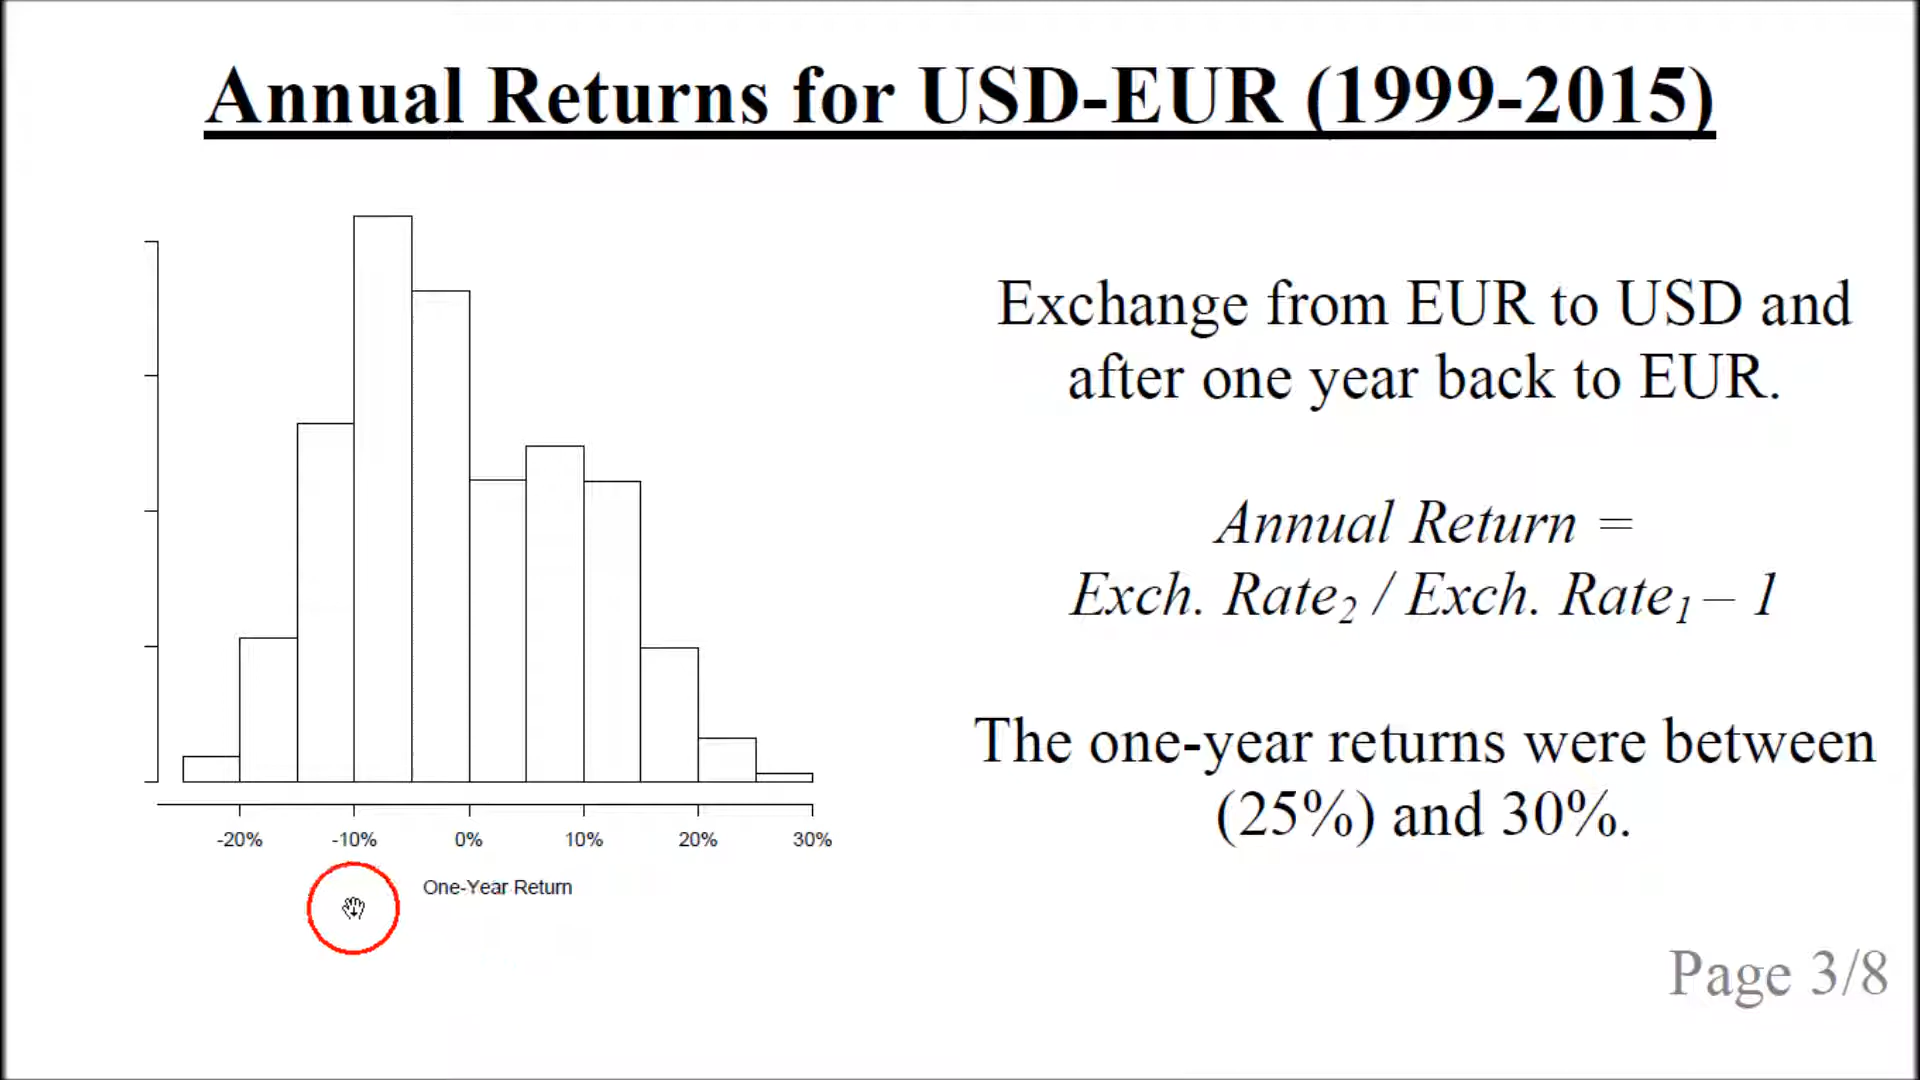 Annual Returns for USD-EUR (1999-2015)
Exchange from EUR to USD and
after one year back to EUR.
Annual Return =
Exch. Rate2 / Exch. Rate1 – 1
The one-year returns were between
(25%) and 30%.
-20% -10% 0% 10% 20% 30%
One-Year Return
Page 3/8